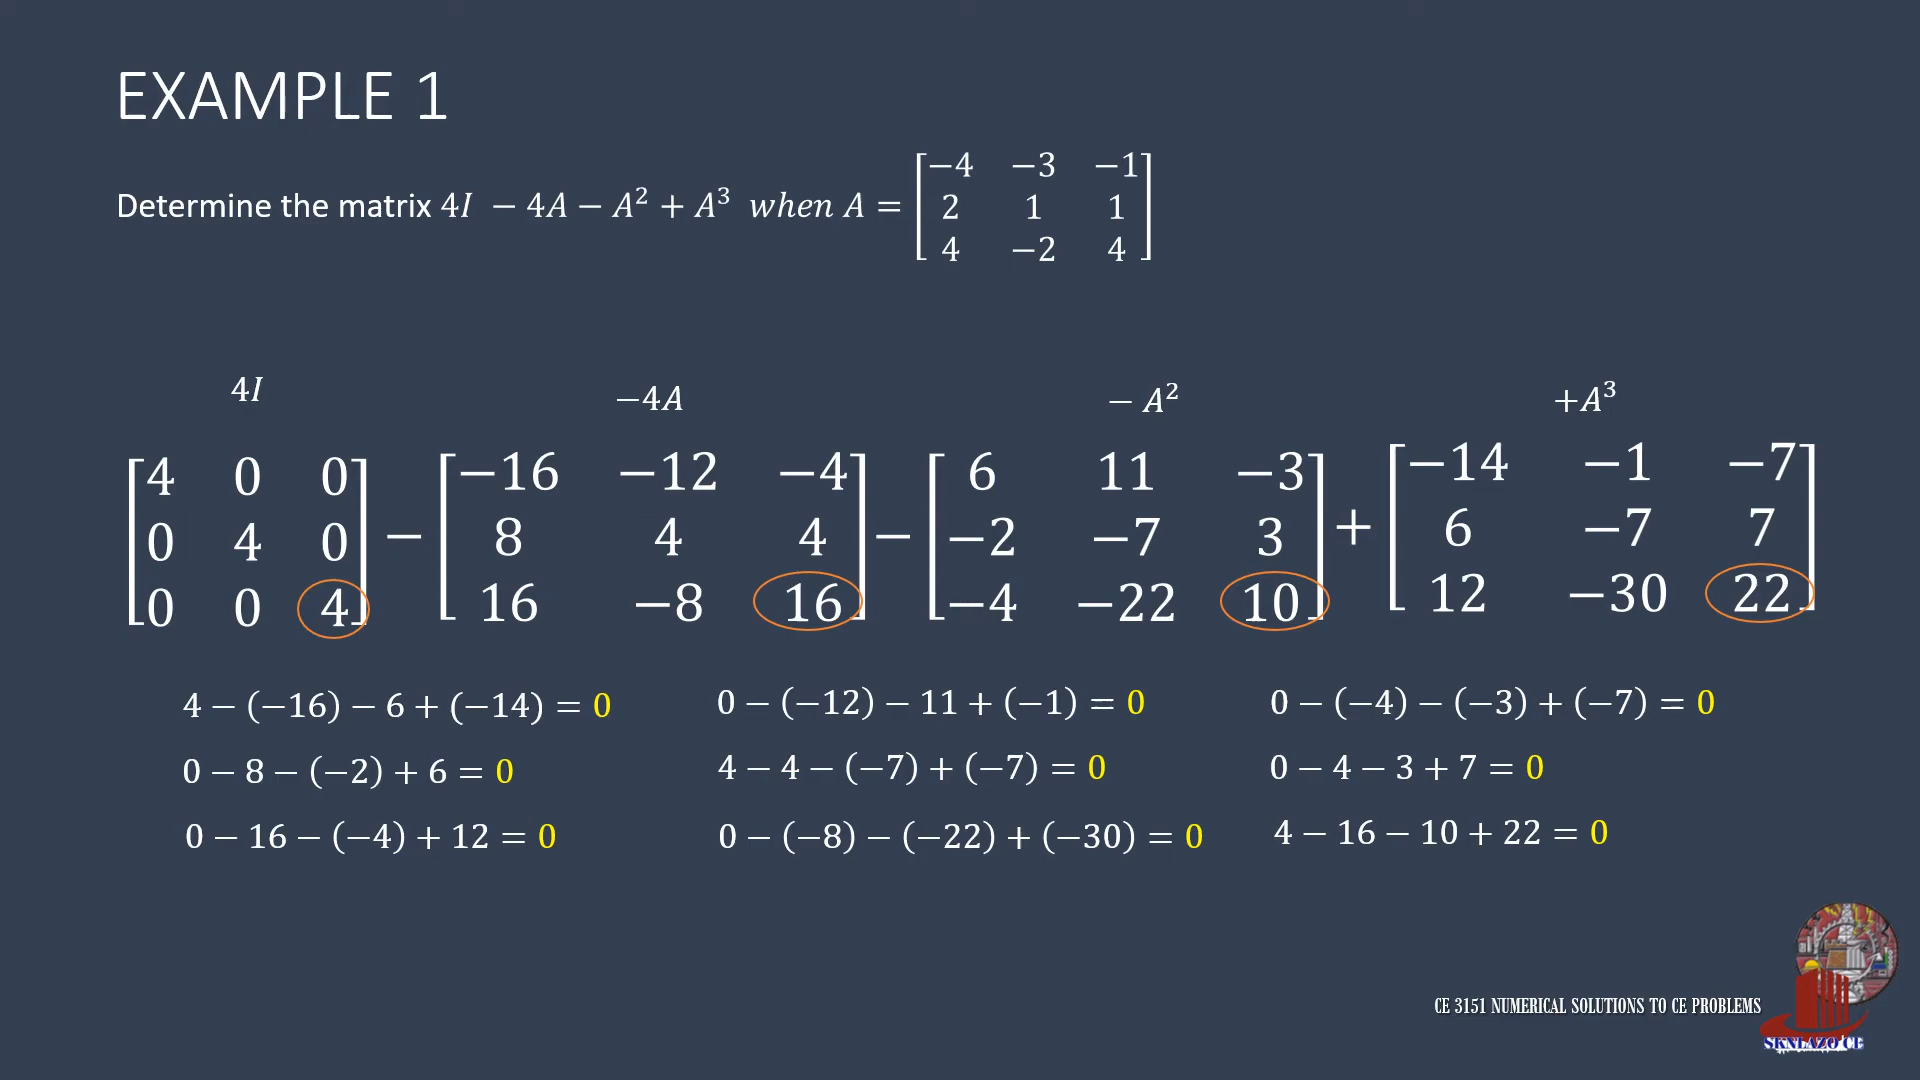 EXAMPLE 1
Determine the matrix 4I − 4A − A² + A³ when A = [−4 −3 −1
2 1 1
4 −2 4]
4I −4A − A² +A³
[4 0 0] − [−16 −12 −4] − [6 11 −3] + [−14 −1 −7]
[0 4 0] [8 4 4] [−2 −7 3] [6 −7 7]
[0 0 4] [16 −8 16] [−4 −22 10] [12 −30 22]
4 − (−16) − 6 + (−14) = 0
0 − (−12) − 11 + (−1) = 0
0 − (−4) − (−3) + (−7) = 0
0 − 8 − (−2) + 6 = 0
4 − 4 − (−7) + (−7) = 0
0 − 4 − 3 + 7 = 0
0 − 16 − (−4) + 12 = 0
0 − (−8) − (−22) + (−30) = 0
4 − 16 − 10 + 22 = 0
CE 3151 NUMERICAL SOLUTIONS TO CE PROBLEMS
SKNLAZO CE